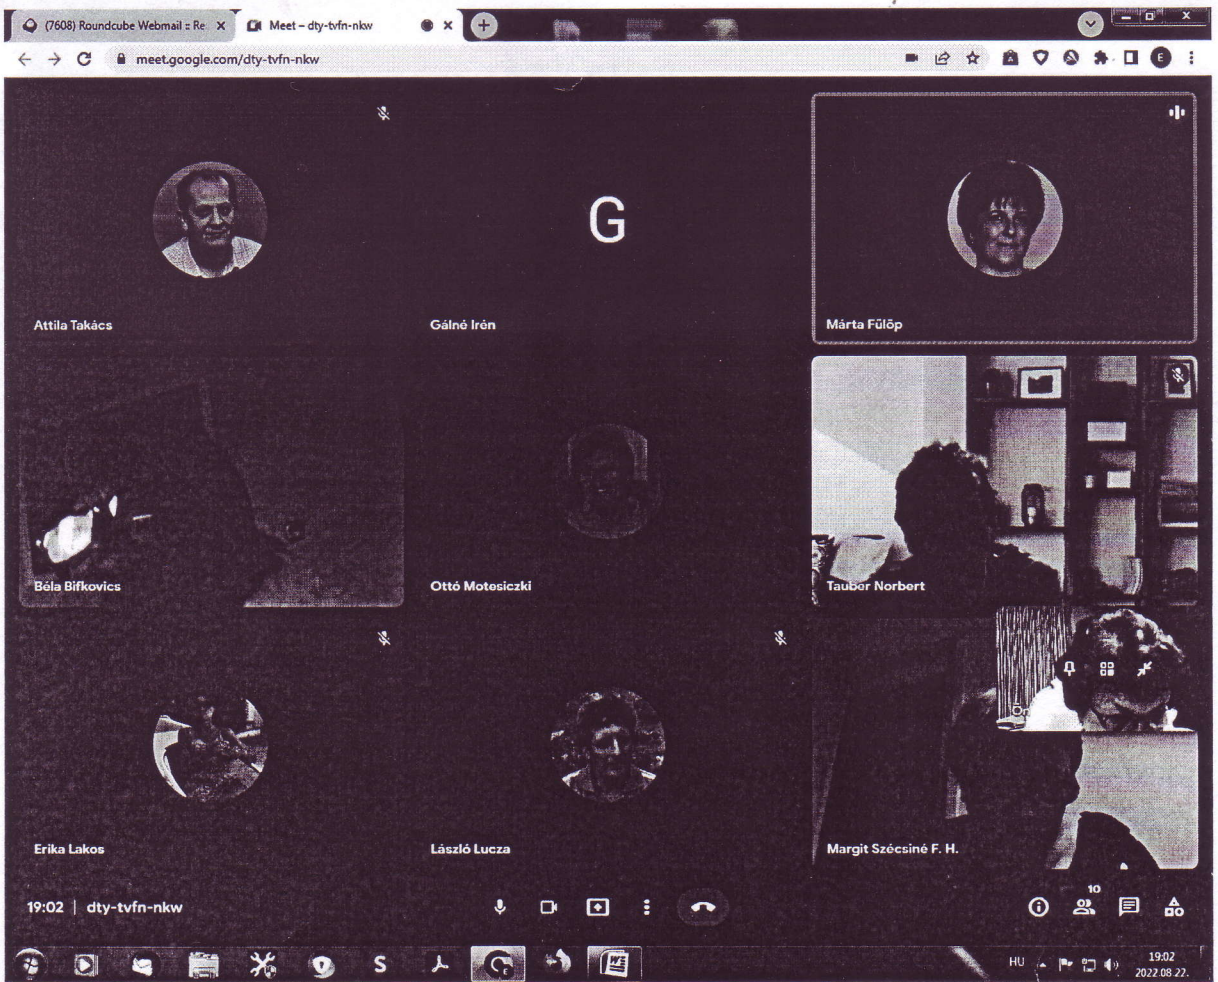 (7608) Roundcube Webmail :: Re
Meet – dty-tvfn-nkw
meet.google.com/dty-tvfn-nkw
E
Attila Takács
G
Gálné Irén
Márta Fülöp
Béla Bifkovics
Ottó Motesiczki
Tauber Norbert
Erika Lakos
László Lucza
Ön
Margit Szécsiné F. H.
19:02 | dty-tvfn-nkw
10
S
HU
19:02
2022.08.22.